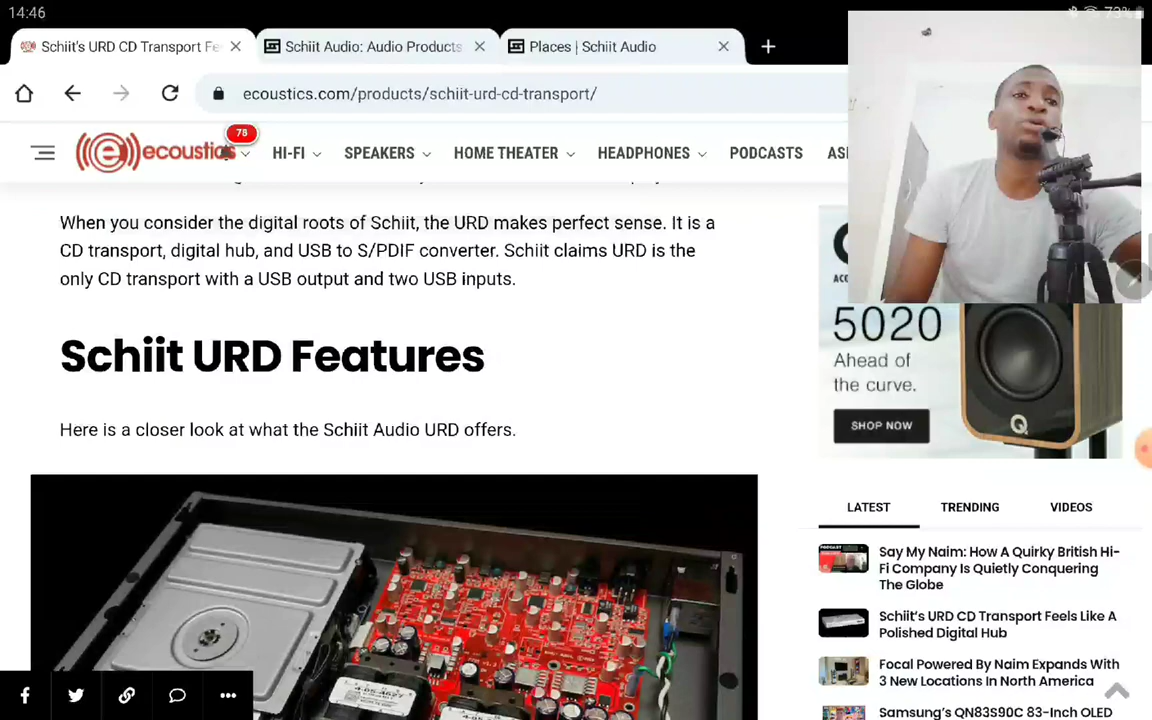 14:46
73%
Schiit's URD CD Transport Fe
Schiit Audio: Audio Products
Places | Schiit Audio
ecoustics.com/products/schiit-urd-cd-transport/
76
ecoustics
HI-FI
SPEAKERS
HOME THEATER
HEADPHONES
PODCASTS
When you consider the digital roots of Schiit, the URD makes perfect sense. It is a
CD transport, digital hub, and USB to S/PDIF converter. Schiit claims URD is the
only CD transport with a USB output and two USB inputs.
Schiit URD Features
Here is a closer look at what the Schiit Audio URD offers.
5020
Ahead of
the curve.
SHOP NOW
Q
LATEST
TRENDING
VIDEOS
Say My Naim: How A Quirky British Hi-
Fi Company Is Quietly Conquering
The Globe
Schiit's URD CD Transport Feels Like A
Polished Digital Hub
Focal Powered By Naim Expands With
3 New Locations In North America
Samsung's QN83S90C 83-Inch OLED